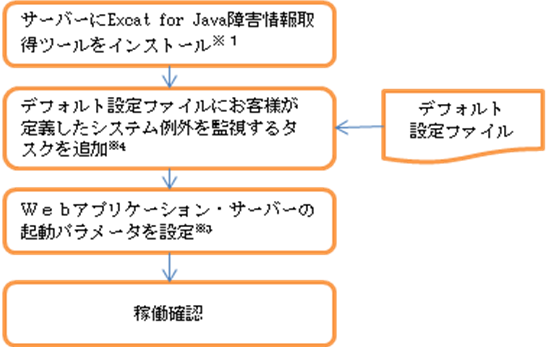 サーバーにExcat for Java障害情報取
得ツールをインストール※1
デフォルト設定ファイルにお客様が
定義したシステム例外を監視するタ
スクを追加※4
デフォルト
設定ファイル
Ｗｅｂアプリケーション・サーバーの
起動パラメータを設定※3
稼働確認